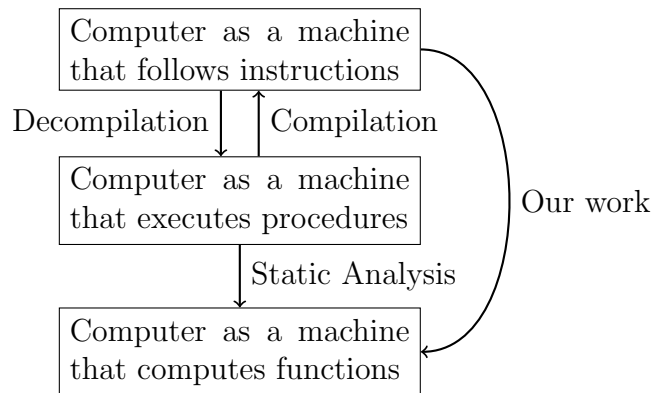 Computer as a machine
that follows instructions
Decompilation
Compilation
Computer as a machine
that executes procedures
Our work
Static Analysis
Computer as a machine
that computes functions